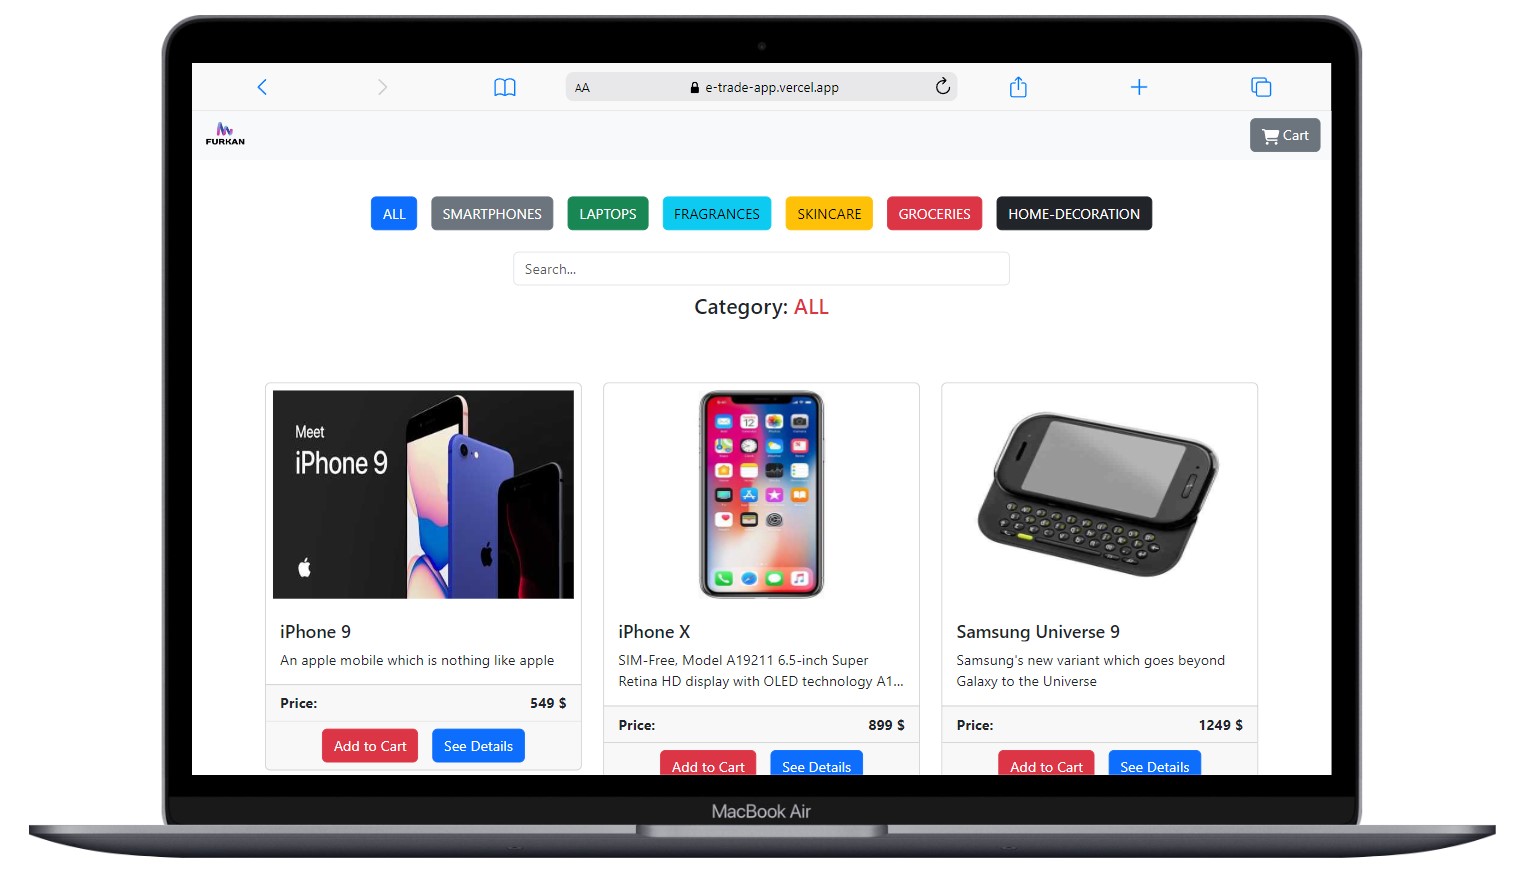 AA e-trade-app.vercel.app
FURKAN
Cart
ALL SMARTPHONES LAPTOPS FRAGRANCES SKINCARE GROCERIES HOME-DECORATION
Search...
Category: ALL
Meet
iPhone 9
12
iPhone 9
An apple mobile which is nothing like apple
Price: 549 $
Add to Cart See Details
iPhone X
SIM-Free, Model A19211 6.5-inch Super
Retina HD display with OLED technology A1...
Price: 899 $
Add to Cart See Details
Samsung Universe 9
Samsung's new variant which goes beyond
Galaxy to the Universe
Price: 1249 $
Add to Cart See Details
MacBook Air